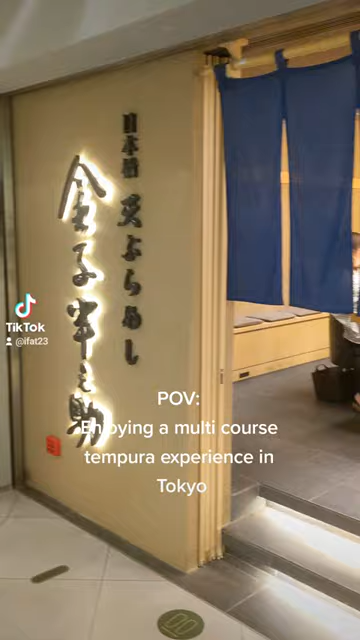 日本橋 天ぷらめし
金子半之助
TikTok
@ifat23
POV:
Enjoying a multi course
tempura experience in
Tokyo